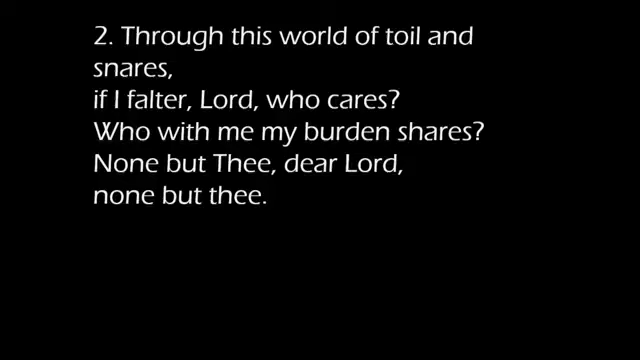 2. Through this world of toil and
snares,
if I falter, Lord, who cares?
Who with me my burden shares?
None but Thee, dear Lord,
none but thee.